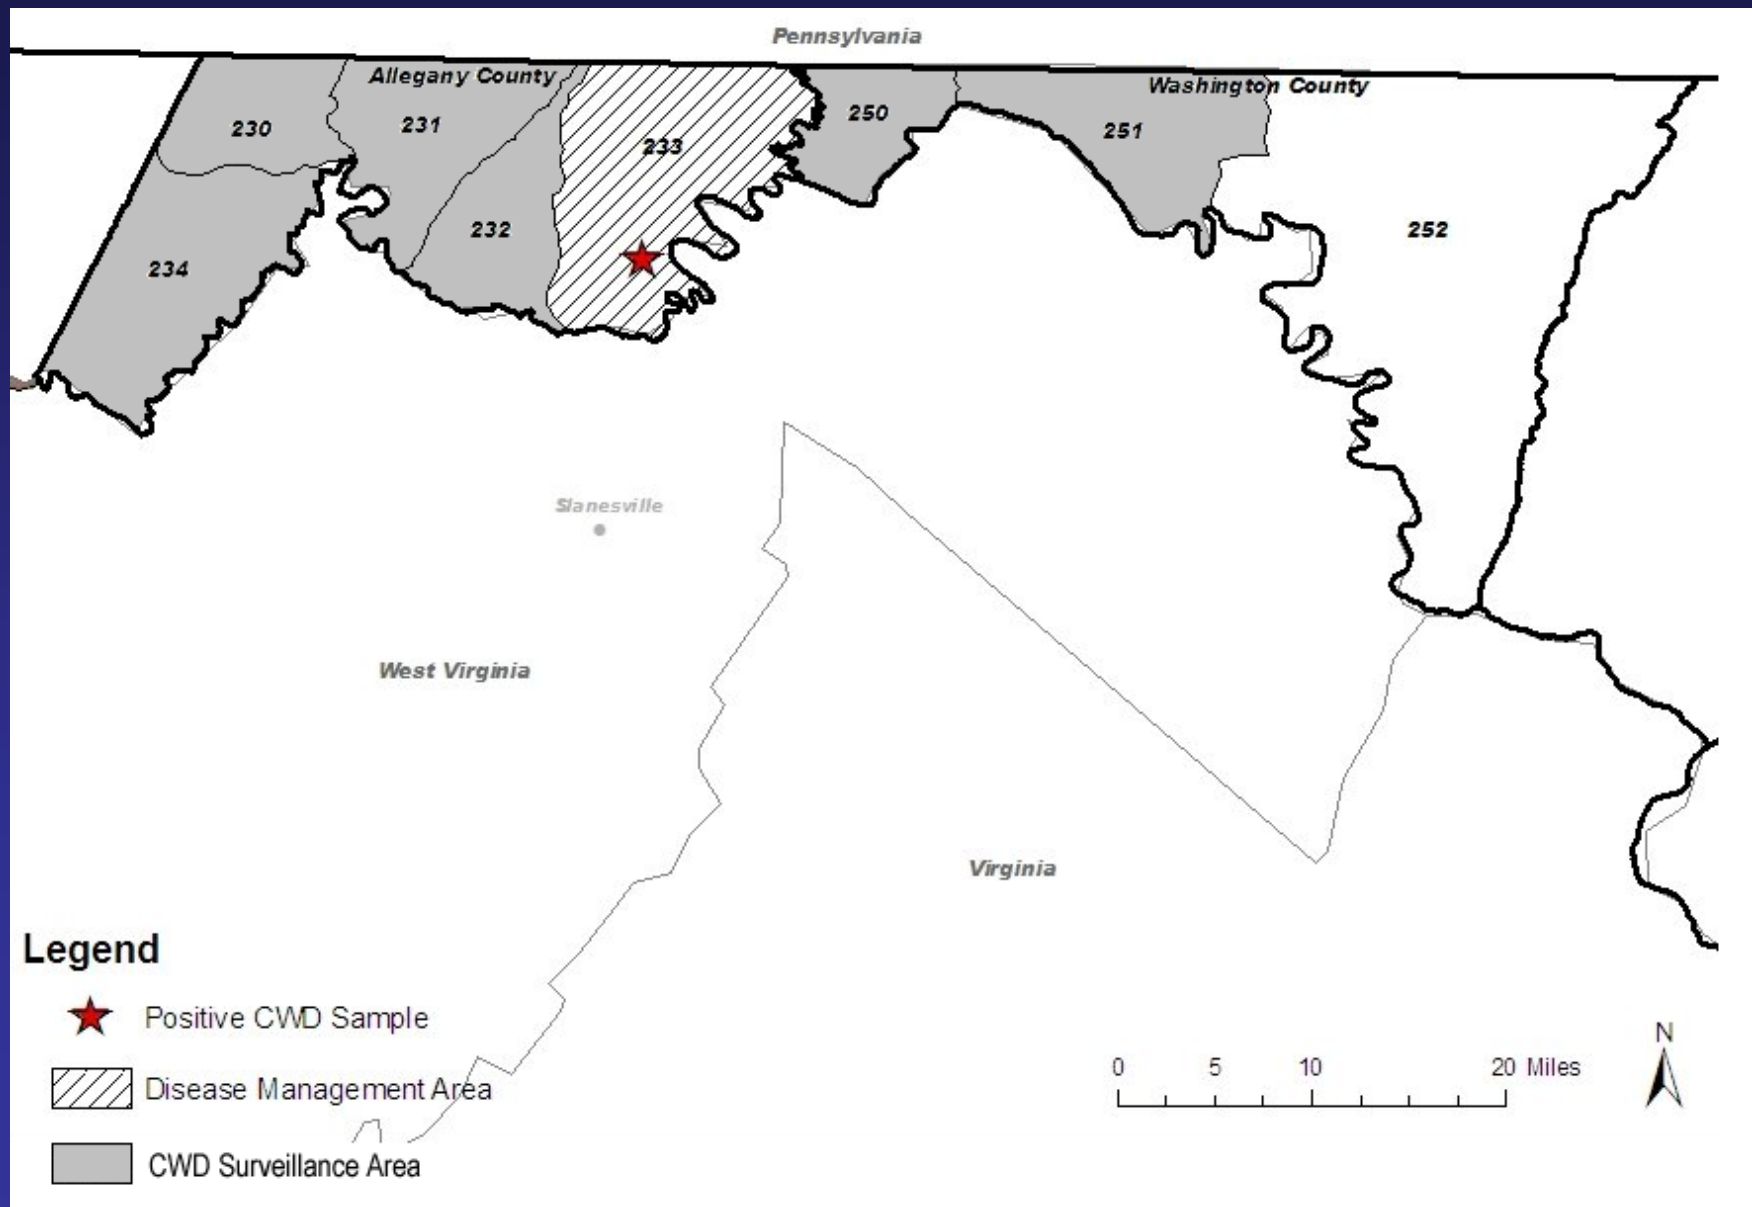 Pennsylvania
Allegany County
Washington County
230
231
233
250
251
232
252
234
Slanesville
West Virginia
Virginia
Legend
Positive CWD Sample
Disease Management Area
CWD Surveillance Area
0 5 10 20 Miles
N